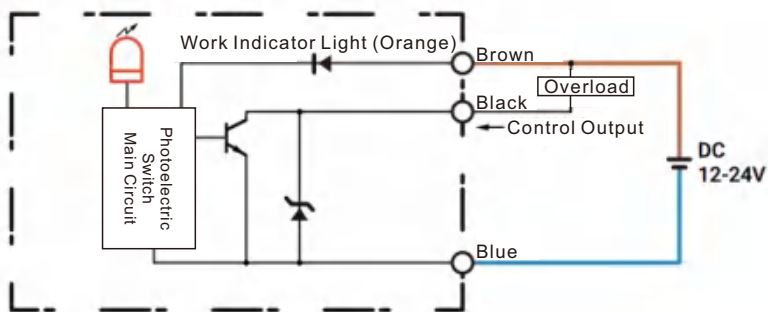 Work Indicator Light (Orange)
Brown
Overload
Black
Control Output
Photoelectric
Switch
Main Circuit
DC
12-24V
Blue